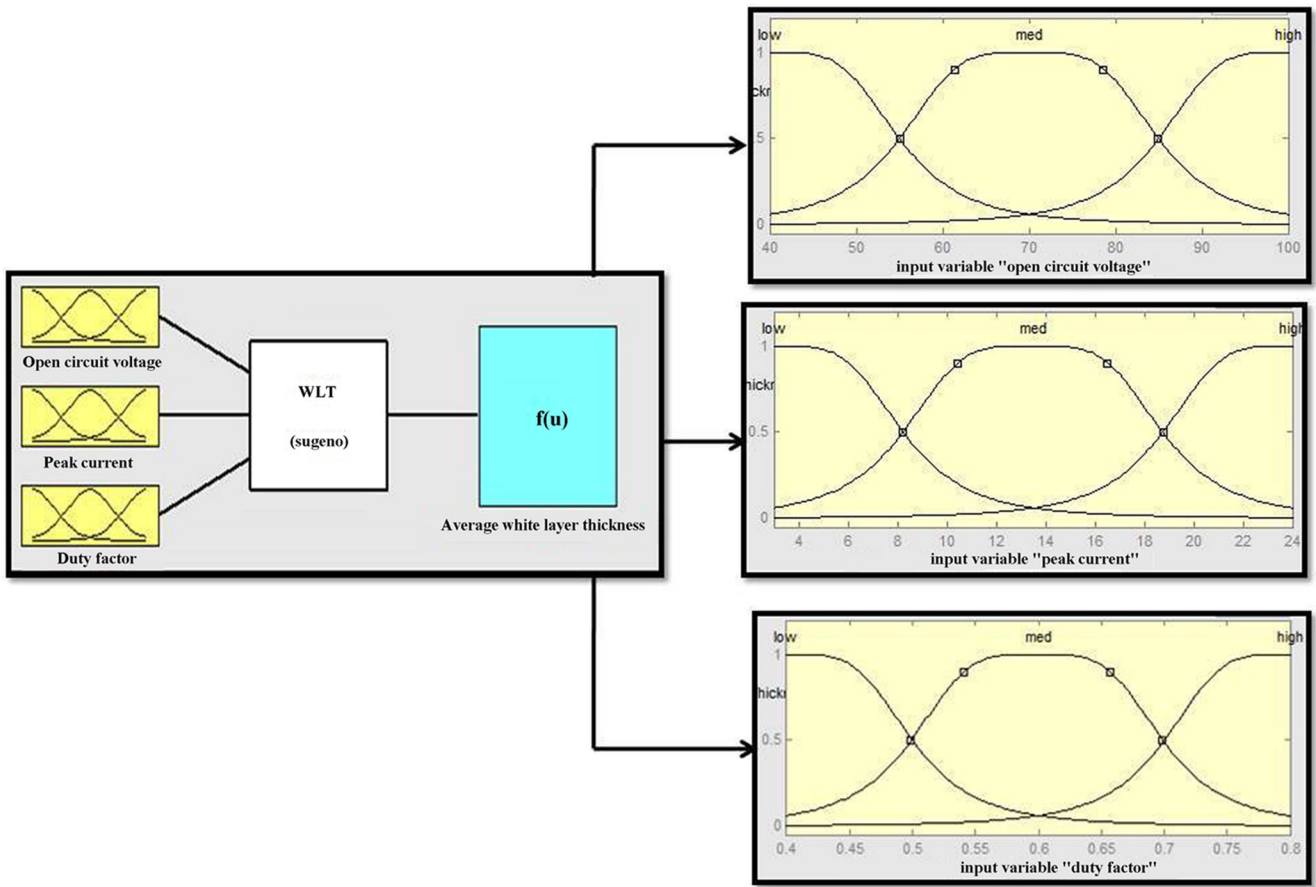 Open circuit voltage
Peak current
Duty factor
WLT
(sugeno)
f(u)
Average white layer thickness
low med high
1
ckr
5
0
40 50 60 70 80 90 100
input variable "open circuit voltage"
low med high
1
hickr
0.5
0
4 6 8 10 12 14 16 18 20 22 24
input variable "peak current"
low med high
1
hickr
0.5
0
0.4 0.45 0.5 0.55 0.6 0.65 0.7 0.75 0.8
input variable "duty factor"